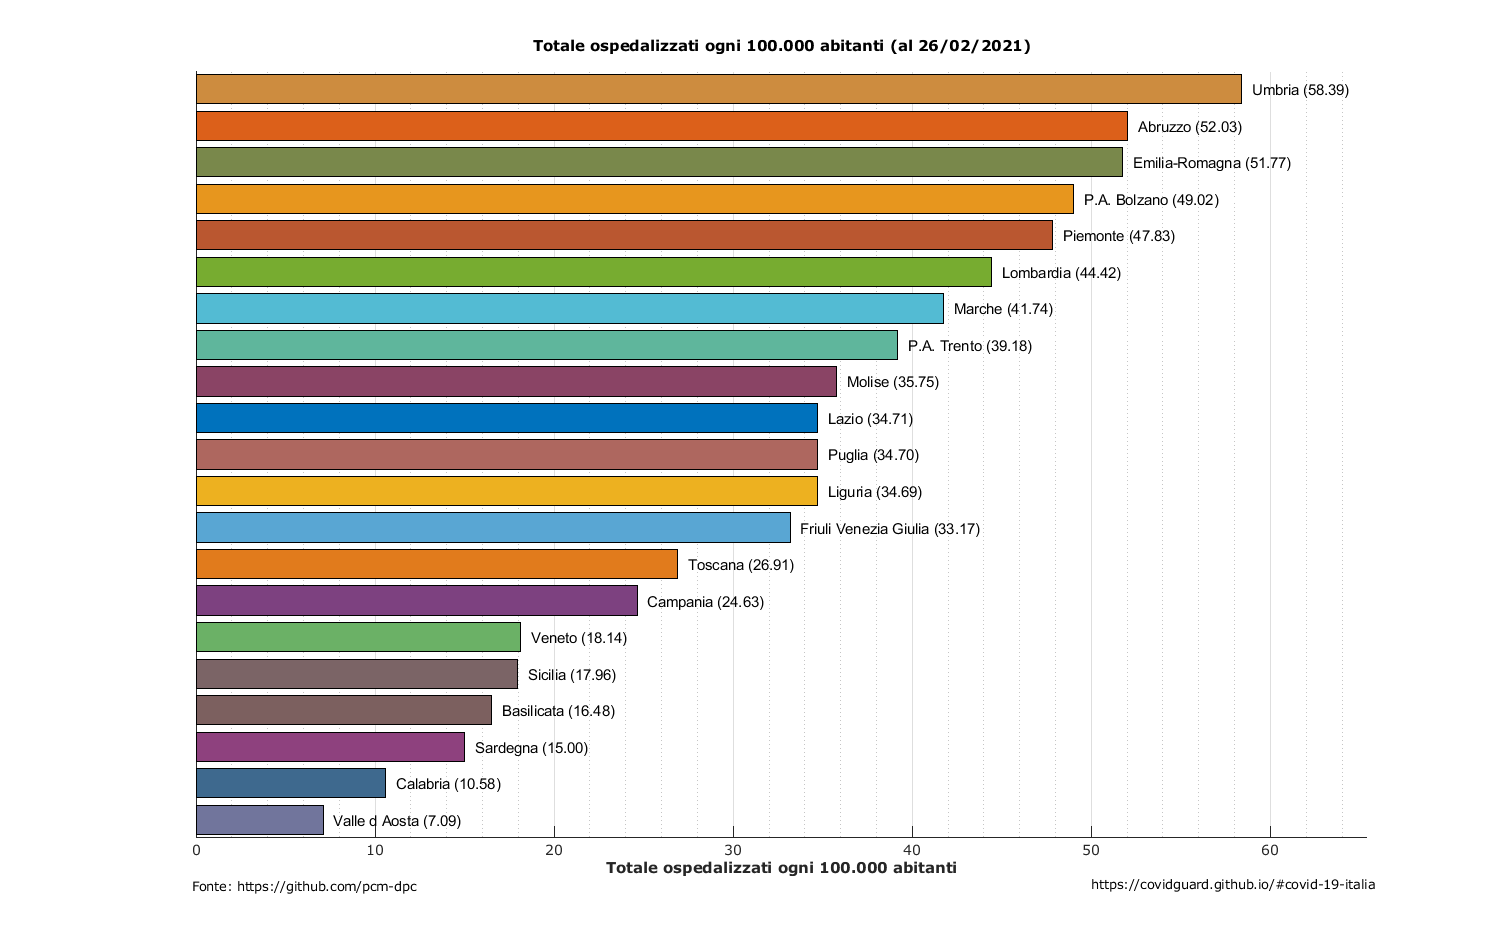 Totale ospedalizzati ogni 100.000 abitanti (al 26/02/2021)
Umbria (58.39)
Abruzzo (52.03)
Emilia-Romagna (51.77)
P.A. Bolzano (49.02)
Piemonte (47.83)
Lombardia (44.42)
Marche (41.74)
P.A. Trento (39.18)
Molise (35.75)
Lazio (34.71)
Puglia (34.70)
Liguria (34.69)
Friuli Venezia Giulia (33.17)
Toscana (26.91)
Campania (24.63)
Veneto (18.14)
Sicilia (17.96)
Basilicata (16.48)
Sardegna (15.00)
Calabria (10.58)
Valle d Aosta (7.09)
0 10 20 30 40 50 60
Totale ospedalizzati ogni 100.000 abitanti
Fonte: https://github.com/pcm-dpc
https://covidguard.github.io/#covid-19-italia